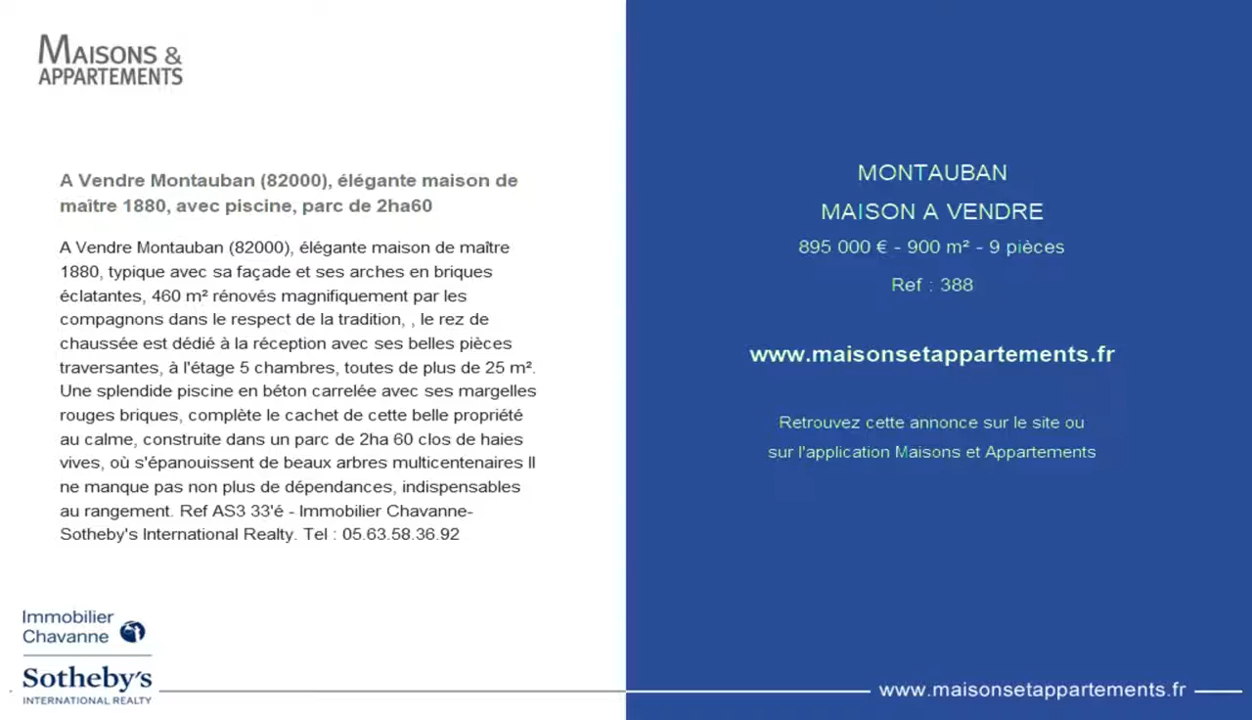 MAISONS &
APPARTEMENTS
A Vendre Montauban (82000), élégante maison de
maître 1880, avec piscine, parc de 2ha60
A Vendre Montauban (82000), élégante maison de maître
1880, typique avec sa façade et ses arches en briques
éclatantes, 460 m² rénovés magnifiquement par les
compagnons dans le respect de la tradition, , le rez de
chaussée est dédié à la réception avec ses belles pièces
traversantes, à l'étage 5 chambres, toutes de plus de 25 m².
Une splendide piscine en béton carrelée avec ses margelles
rouges briques, complète le cachet de cette belle propriété
au calme, construite dans un parc de 2ha 60 clos de haies
vives, où s'épanouissent de beaux arbres multicentenaires Il
ne manque pas non plus de dépendances, indispensables
au rangement. Ref AS3 33'é - Immobilier Chavanne-
Sotheby's International Realty. Tel : 05.63.58.36.92
Immobilier
Chavanne
Sotheby's
INTERNATIONAL REALTY
MONTAUBAN
MAISON A VENDRE
895 000 € - 900 m² - 9 pièces
Ref : 388
www.maisonsetappartements.fr
Retrouvez cette annonce sur le site ou
sur l'application Maisons et Appartements
www.maisonsetappartements.fr